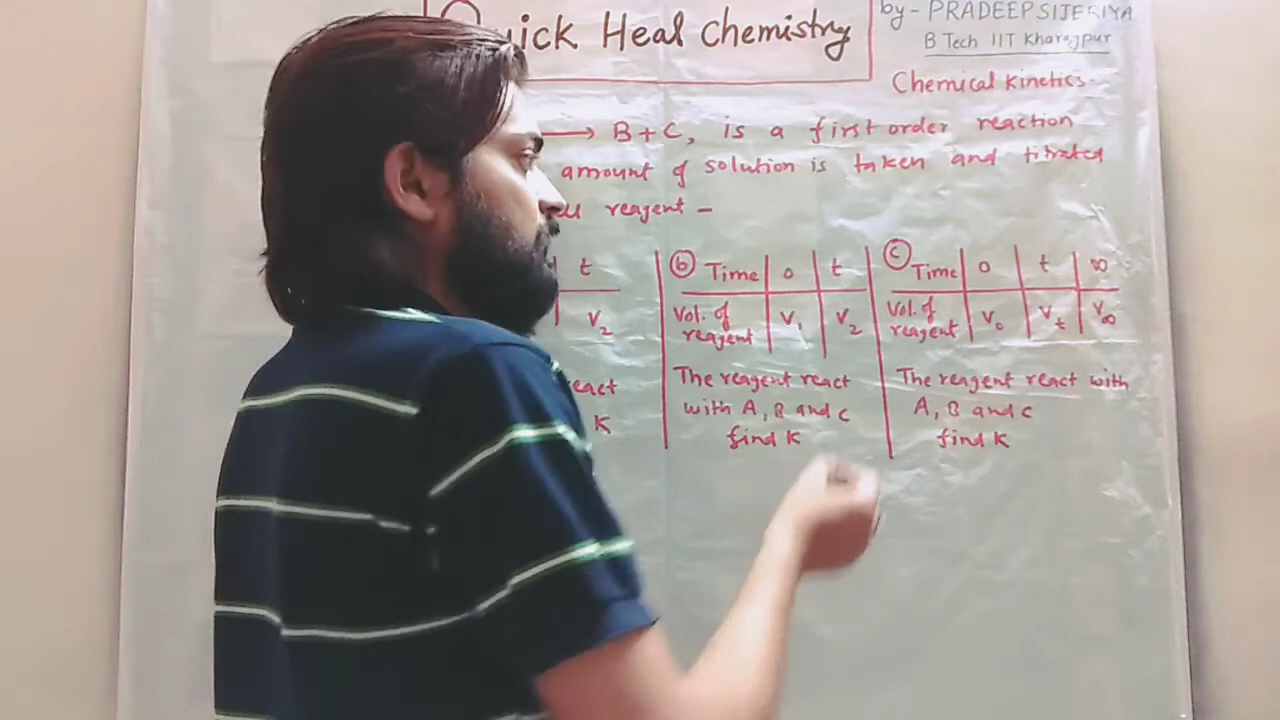 Quick Heal Chemistry
by- PRADEEP SIJERIYA
B Tech IIT Kharagpur
Chemical kinetics-
→ B+C, is a first order reaction
amount of solution is taken and titrated
reagent -
t
V2
react
K
(b) Time | 0 | t
Vol. of reagent | V1 | V2
The reagent react
with A, B and C
find K
(c) Time | 0 | t | ∞
Vol. of reagent | V0 | Vt | V∞
The reagent react with
A, B and C
find K